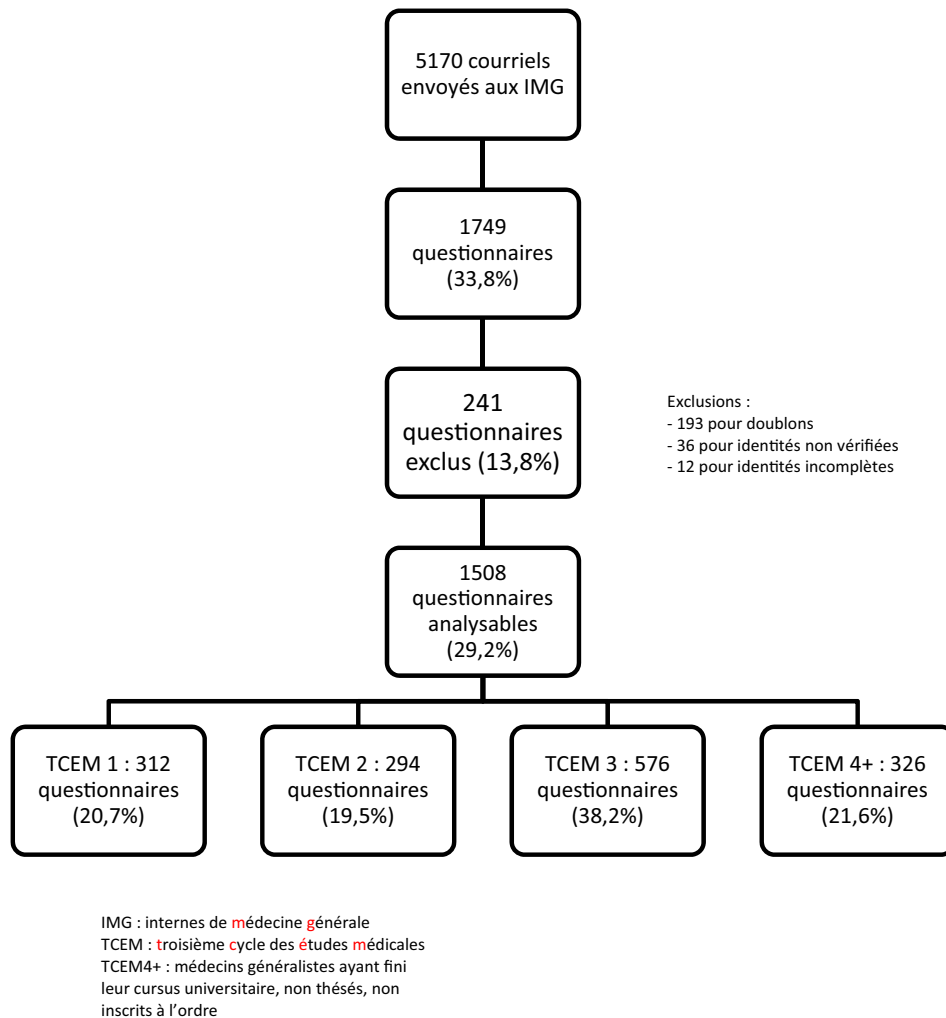 5170 courriels
envoyés aux IMG
1749
questionnaires
(33,8%)
241
questionnaires
exclus (13,8%)
Exclusions :
- 193 pour doublons
- 36 pour identités non vérifiées
- 12 pour identités incomplètes
1508
questionnaires
analysables
(29,2%)
TCEM 1 : 312
questionnaires
(20,7%)
TCEM 2 : 294
questionnaires
(19,5%)
TCEM 3 : 576
questionnaires
(38,2%)
TCEM 4+ : 326
questionnaires
(21,6%)
IMG : internes de médecine générale
TCEM : troisième cycle des études médicales
TCEM4+ : médecins généralistes ayant fini
leur cursus universitaire, non thésés, non
inscrits à l'ordre